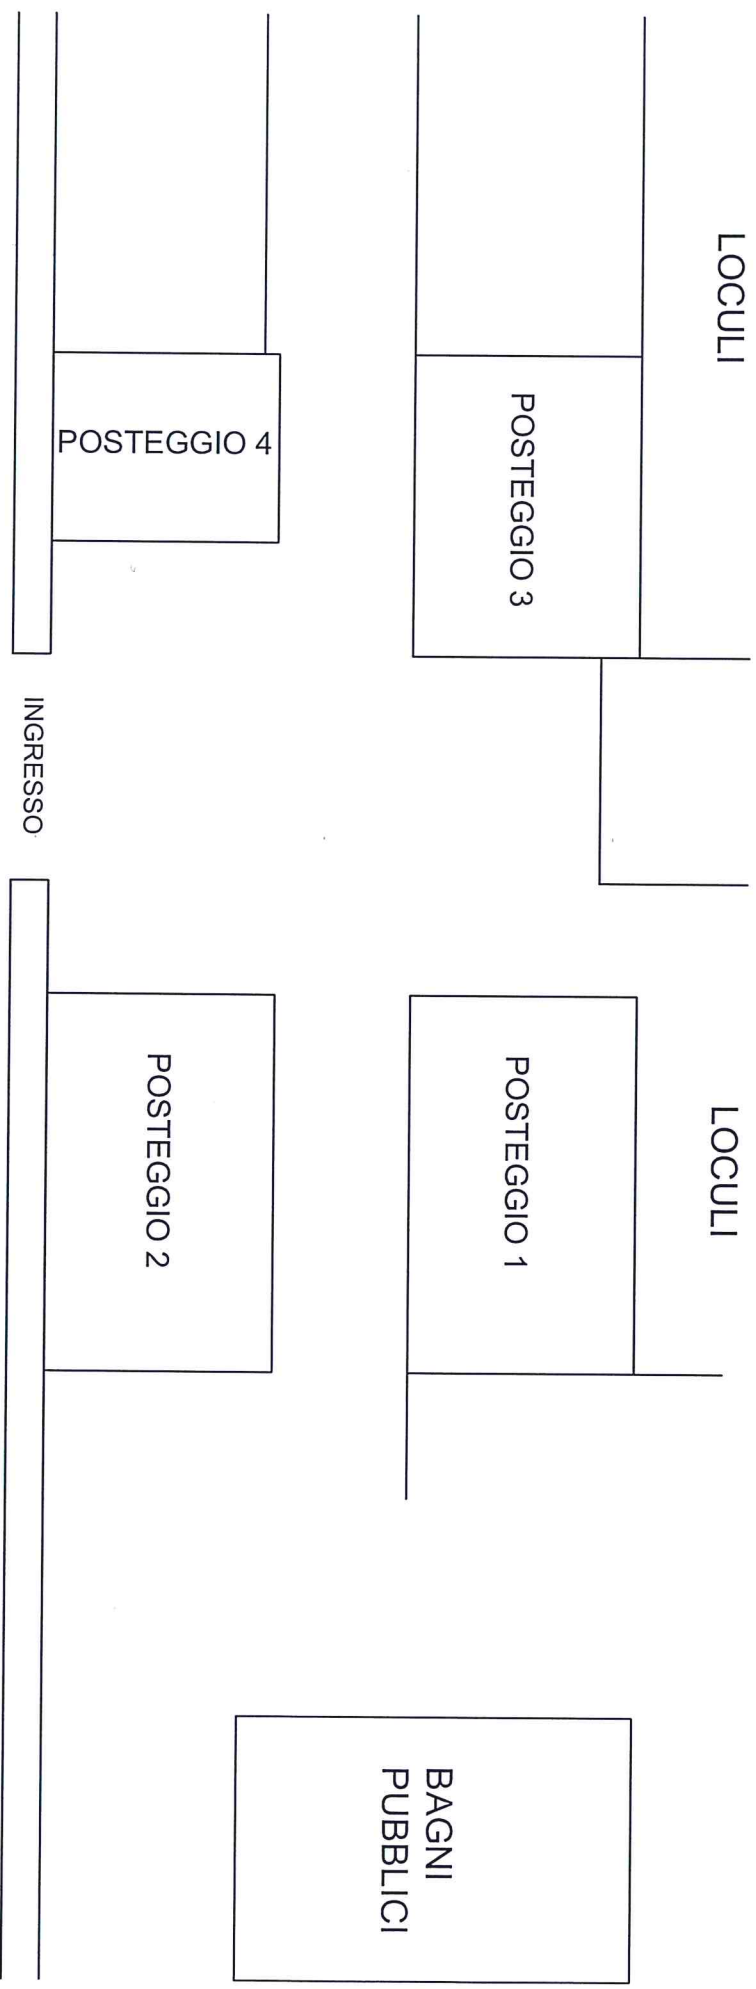 LOCULI
LOCULI
POSTEGGIO 3
POSTEGGIO 1
BAGNI
PUBBLICI
POSTEGGIO 4
POSTEGGIO 2
INGRESSO